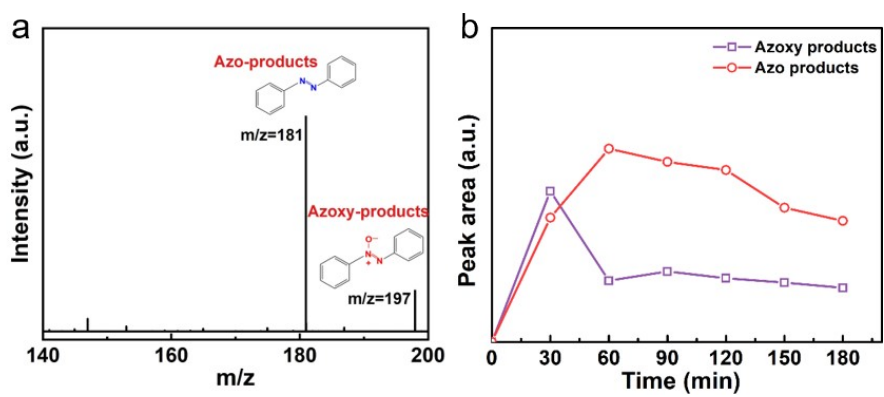 a
Azo-products
N
N
m/z=181
Azoxy-products
O−
N
+
N
m/z=197
Intensity (a.u.)
140 160 180 200
m/z
b
Azoxy products
Azo products
Peak area (a.u.)
0 30 60 90 120 150 180
Time (min)